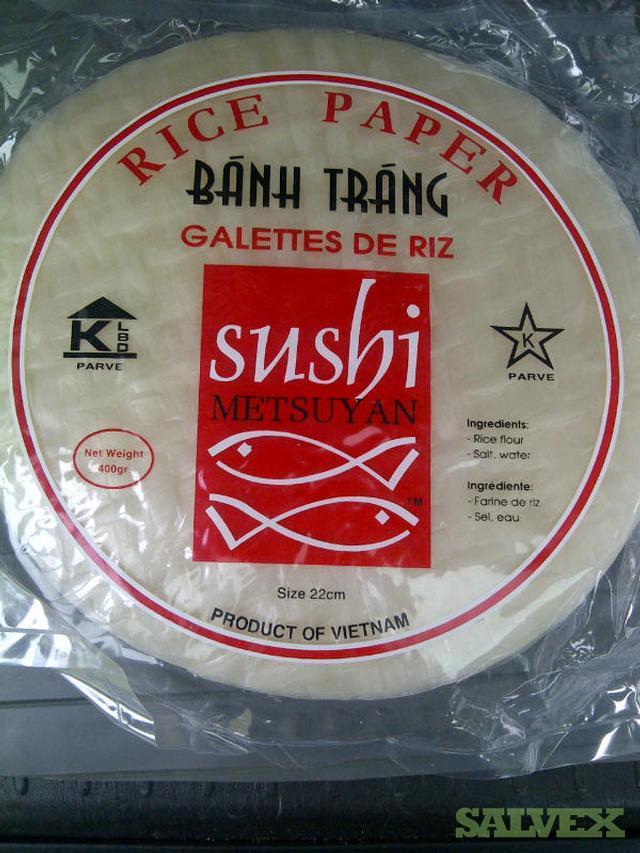 RICE PAPER
BÁNH TRÁNG
GALETTES DE RIZ
K LBD
PARVE
K
PARVE
sushi
METSUYAN
TM
Net Weight
400gr
Ingredients:
- Rice flour
- Salt, water
Ingrédiente:
- Farine de riz
- Sel, eau
Size 22cm
PRODUCT OF VIETNAM
SALVEX